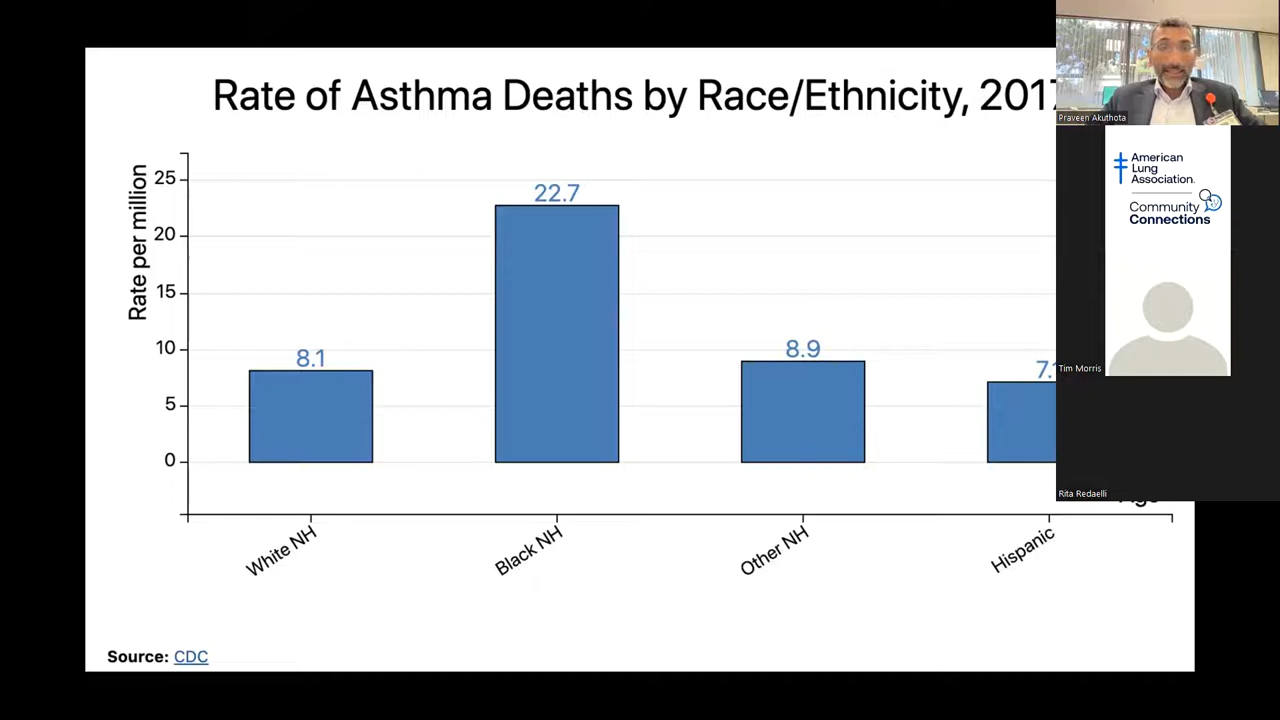 Rate of Asthma Deaths by Race/Ethnicity, 2017
Rate per million
25
20
15
10
5
0
8.1
22.7
8.9
7.
White NH
Black NH
Other NH
Hispanic
Source: CDC
Praveen Akuthota
American
Lung
Association.
Community
Connections
Tim Morris
Rita Redaelli